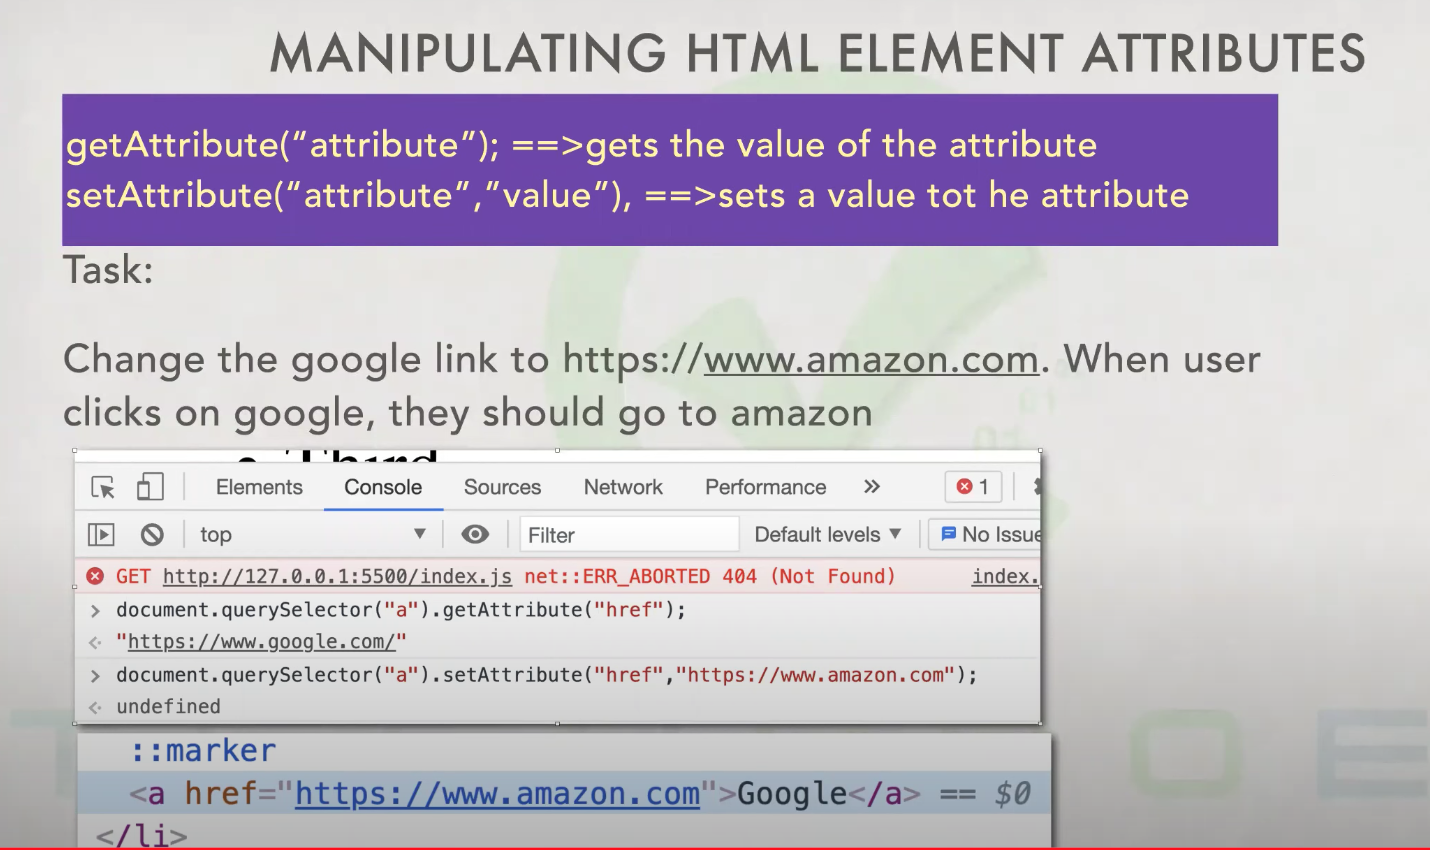 MANIPULATING HTML ELEMENT ATTRIBUTES
getAttribute(“attribute”); ==>gets the value of the attribute
setAttribute(“attribute”,”value”), ==>sets a value tot he attribute
Task:
Change the google link to https://www.amazon.com. When user
clicks on google, they should go to amazon
Third
Elements Console Sources Network Performance » 1
top ▼ Filter Default levels ▼ No Issue
GET http://127.0.0.1:5500/index.js net::ERR_ABORTED 404 (Not Found) index.
> document.querySelector("a").getAttribute("href");
<· "https://www.google.com/"
> document.querySelector("a").setAttribute("href","https://www.amazon.com");
<· undefined
::marker
<a href="https://www.amazon.com">Google</a> == $0
</li>